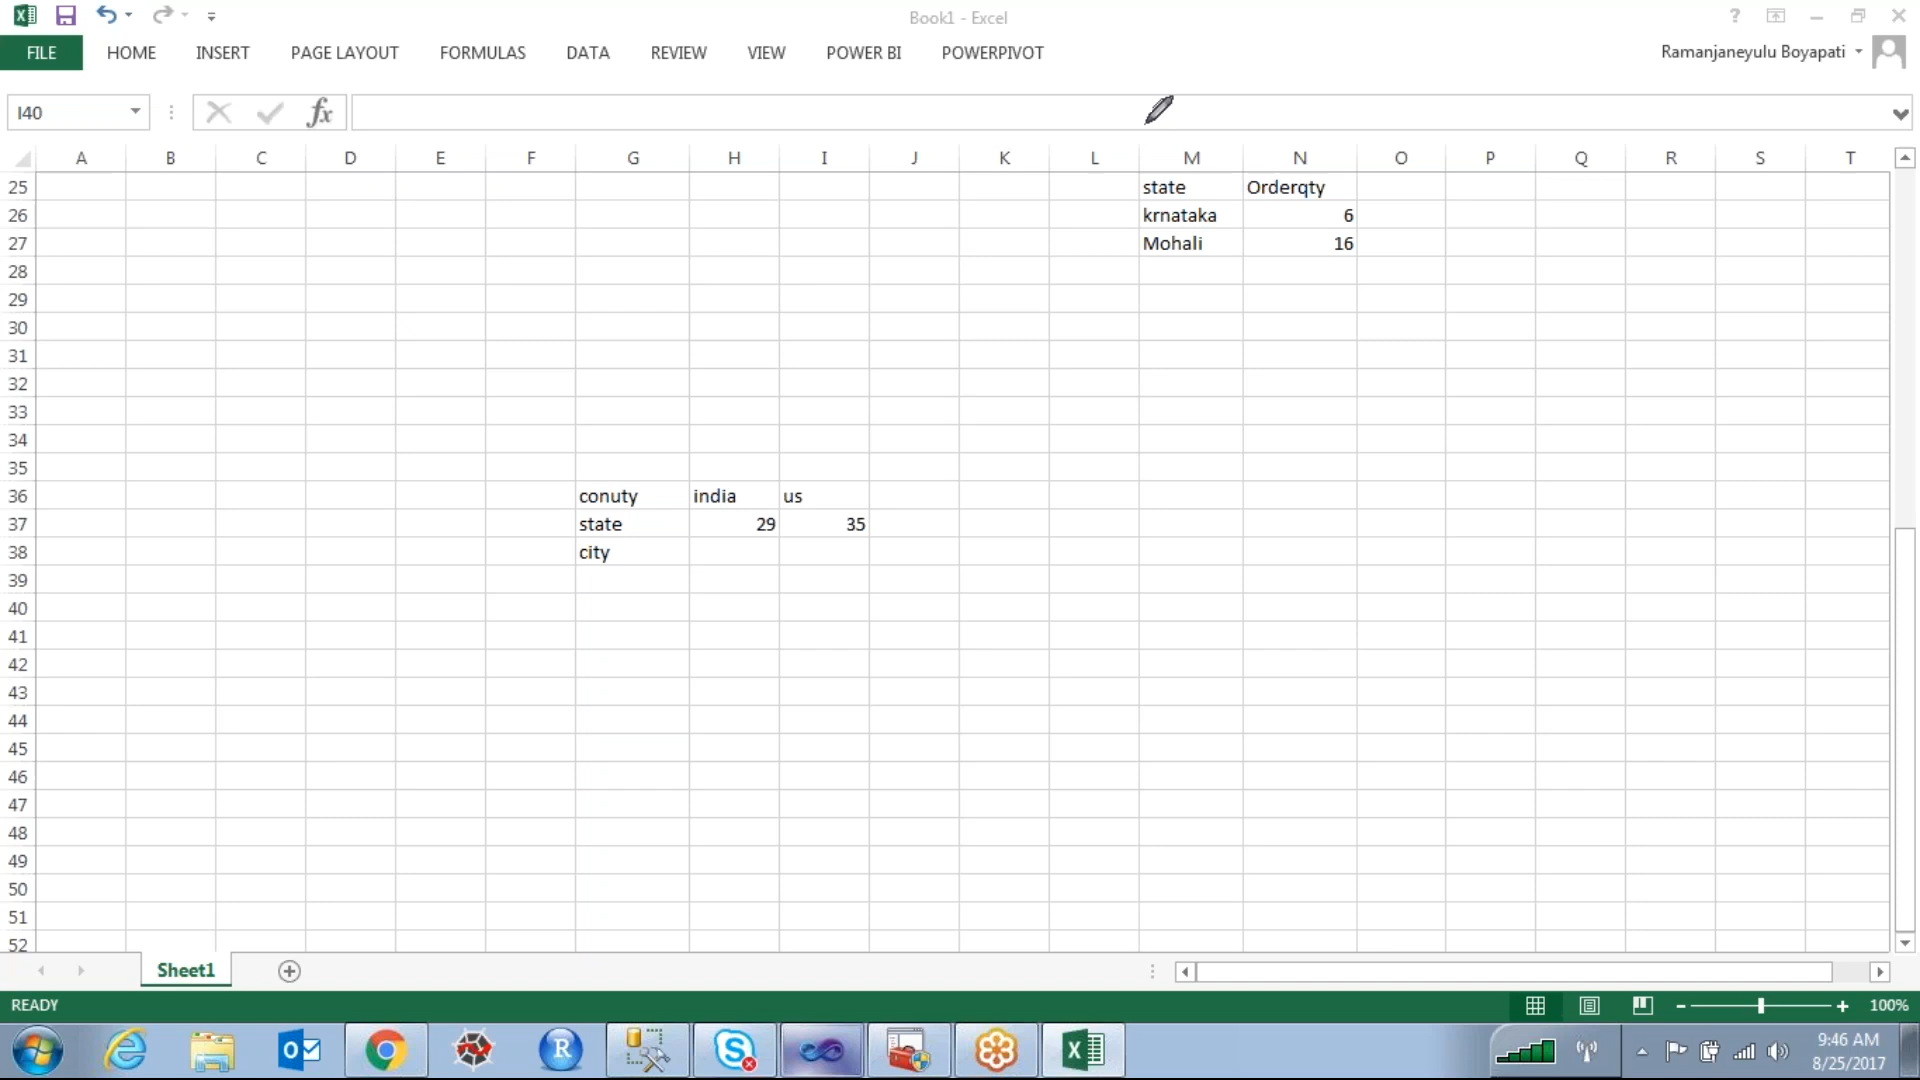 Book1 - Excel
?
FILE HOME INSERT PAGE LAYOUT FORMULAS DATA REVIEW VIEW POWER BI POWERPIVOT
Ramanjaneyulu Boyapati
I40
fx
A B C D E F G H I J K L M N O P Q R S T
25 state Orderqty
26 krnataka 6
27 Mohali 16
28
29
30
31
32
33
34
35
36 conuty india us
37 state 29 35
38 city
39
40
41
42
43
44
45
46
47
48
49
50
51
52
Sheet1
READY
100%
9:46 AM
8/25/2017